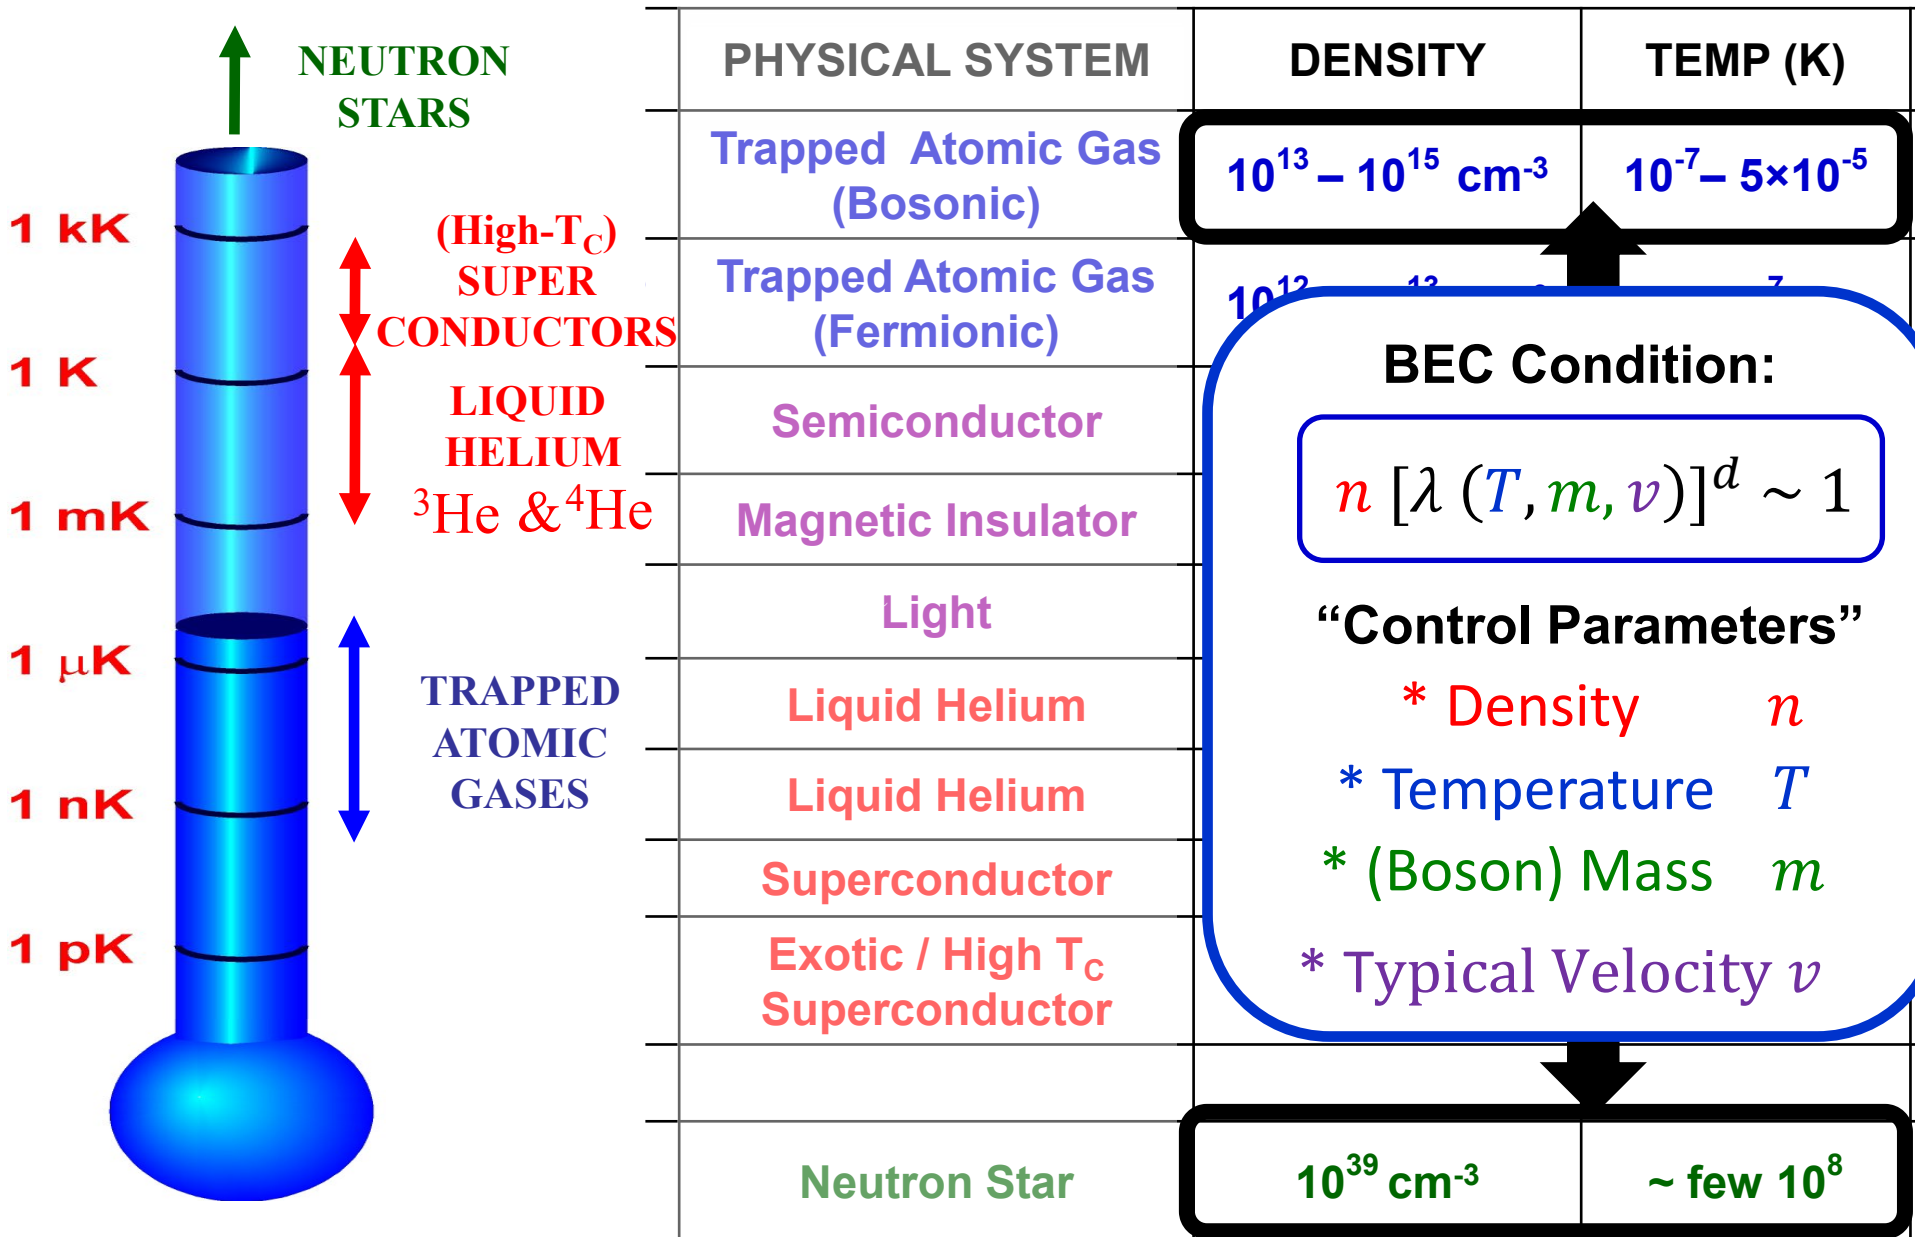 NEUTRON
STARS
1 kK
(High-T_C)
SUPER
CONDUCTORS
1 K
LIQUID
HELIUM
³He & ⁴He
1 mK
1 μK
TRAPPED
ATOMIC
GASES
1 nK
1 pK
PHYSICAL SYSTEM DENSITY TEMP (K)
Trapped Atomic Gas
(Bosonic)
10¹³ – 10¹⁵ cm⁻³ 10⁻⁷– 5×10⁻⁵
Trapped Atomic Gas
(Fermionic)
10¹²
Semiconductor
Magnetic Insulator
Light
Liquid Helium
Liquid Helium
Superconductor
Exotic / High T_C
Superconductor
Neutron Star 10³⁹ cm⁻³ ~ few 10⁸
BEC Condition:
n [λ (T, m, v)]ᵈ ~ 1
“Control Parameters”
* Density n
* Temperature T
* (Boson) Mass m
* Typical Velocity v